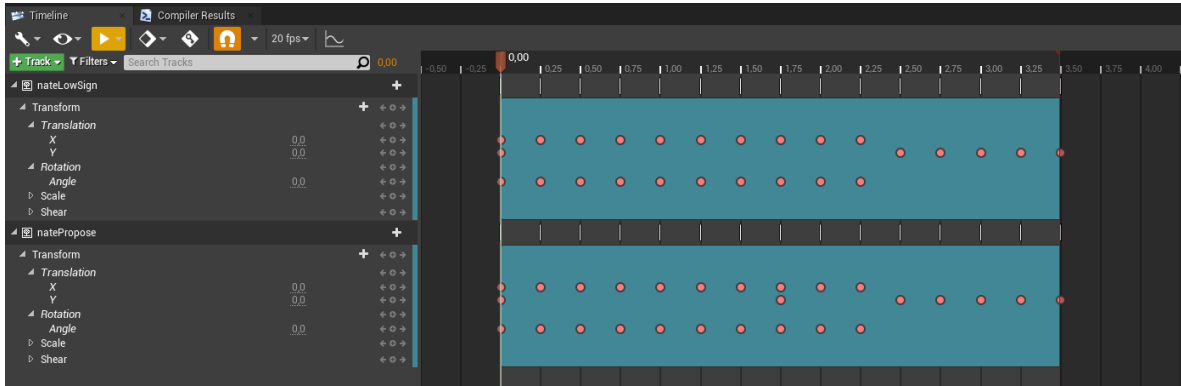 Timeline Compiler Results
20 fps
+ Track Filters Search Tracks 0,00
0,00
-0,50 -0,25 0,25 0,50 0,75 1,00 1,25 1,50 1,75 2,00 2,25 2,50 2,75 3,00 3,25 3,50 3,75 4,00
nateLowSign
Transform
Translation
X 0,0
Y 0,0
Rotation
Angle 0,0
Scale
Shear
natePropose
Transform
Translation
X 0,0
Y 0,0
Rotation
Angle 0,0
Scale
Shear